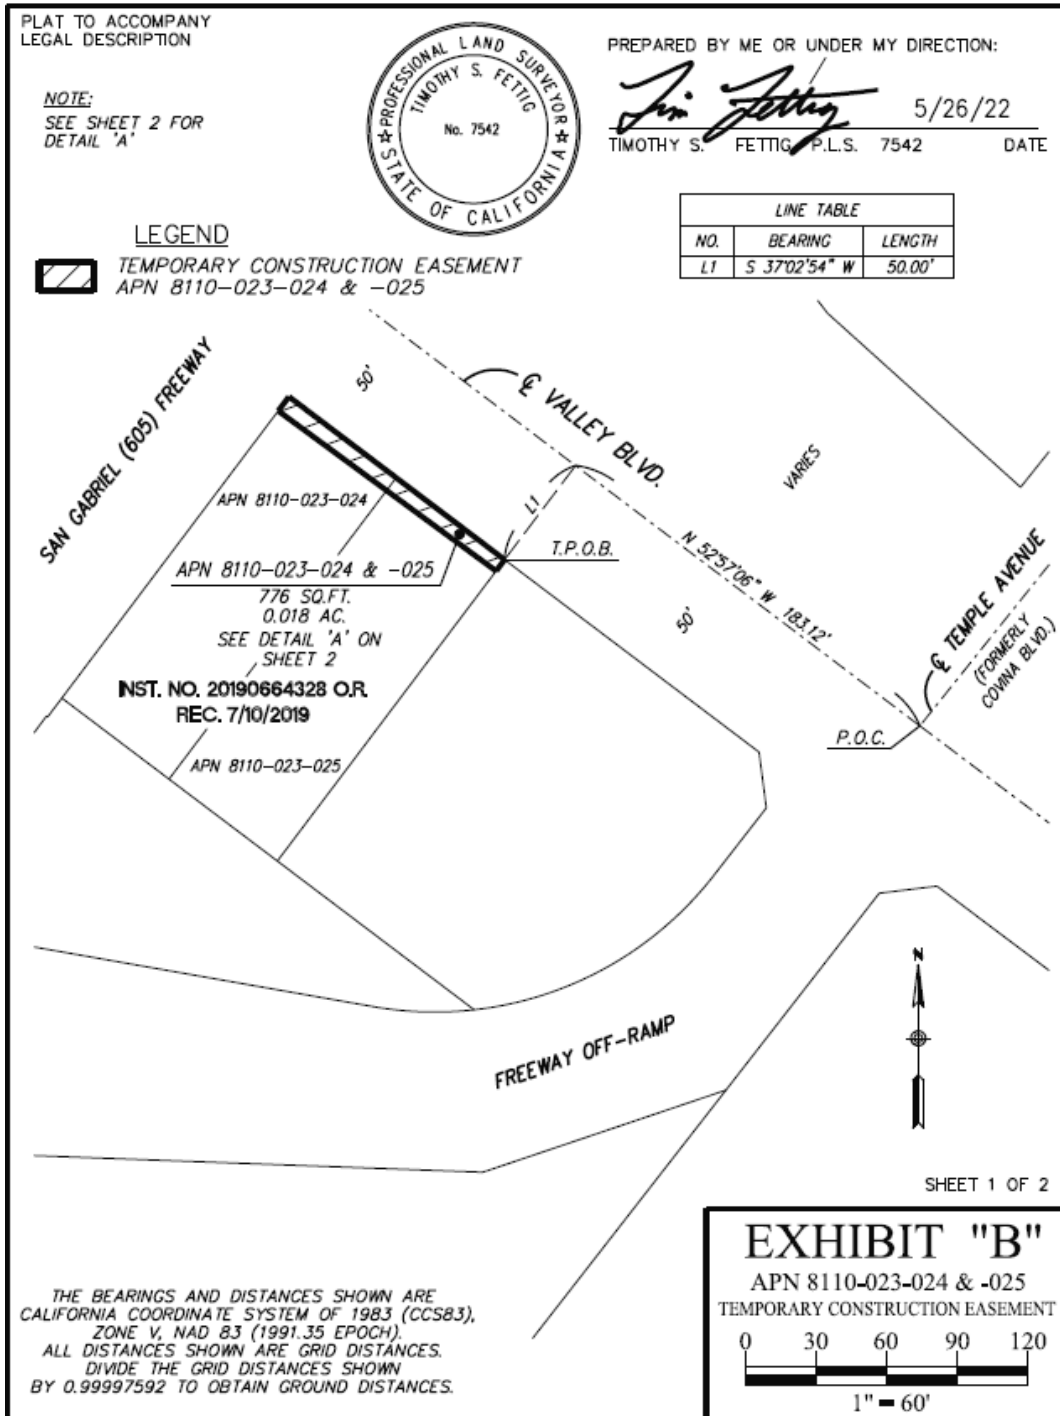 PLAT TO ACCOMPANY
LEGAL DESCRIPTION
NOTE:
SEE SHEET 2 FOR
DETAIL 'A'
PROFESSIONAL LAND SURVEYOR
TIMOTHY S. FETTIG
No. 7542
STATE OF CALIFORNIA
PREPARED BY ME OR UNDER MY DIRECTION:
Tim Fettig 5/26/22
TIMOTHY S. FETTIG P.L.S. 7542 DATE
LINE TABLE
NO. BEARING LENGTH
L1 S 37°02'54" W 50.00'
LEGEND
TEMPORARY CONSTRUCTION EASEMENT
APN 8110-023-024 & -025
SAN GABRIEL (605) FREEWAY
50'
℄ VALLEY BLVD.
VARIES
L1
APN 8110-023-024
T.P.O.B.
N 52°57'06" W 183.12'
APN 8110-023-024 & -025
776 SQ.FT.
0.018 AC.
SEE DETAIL 'A' ON
SHEET 2
INST. NO. 20190664328 O.R.
REC. 7/10/2019
50'
℄ TEMPLE AVENUE
(FORMERLY
COVINA BLVD.)
P.O.C.
APN 8110-023-025
FREEWAY OFF-RAMP
N
SHEET 1 OF 2
THE BEARINGS AND DISTANCES SHOWN ARE
CALIFORNIA COORDINATE SYSTEM OF 1983 (CCS83),
ZONE V, NAD 83 (1991.35 EPOCH).
ALL DISTANCES SHOWN ARE GRID DISTANCES.
DIVIDE THE GRID DISTANCES SHOWN
BY 0.99997592 TO OBTAIN GROUND DISTANCES.
EXHIBIT "B"
APN 8110-023-024 & -025
TEMPORARY CONSTRUCTION EASEMENT
0 30 60 90 120
1" = 60'